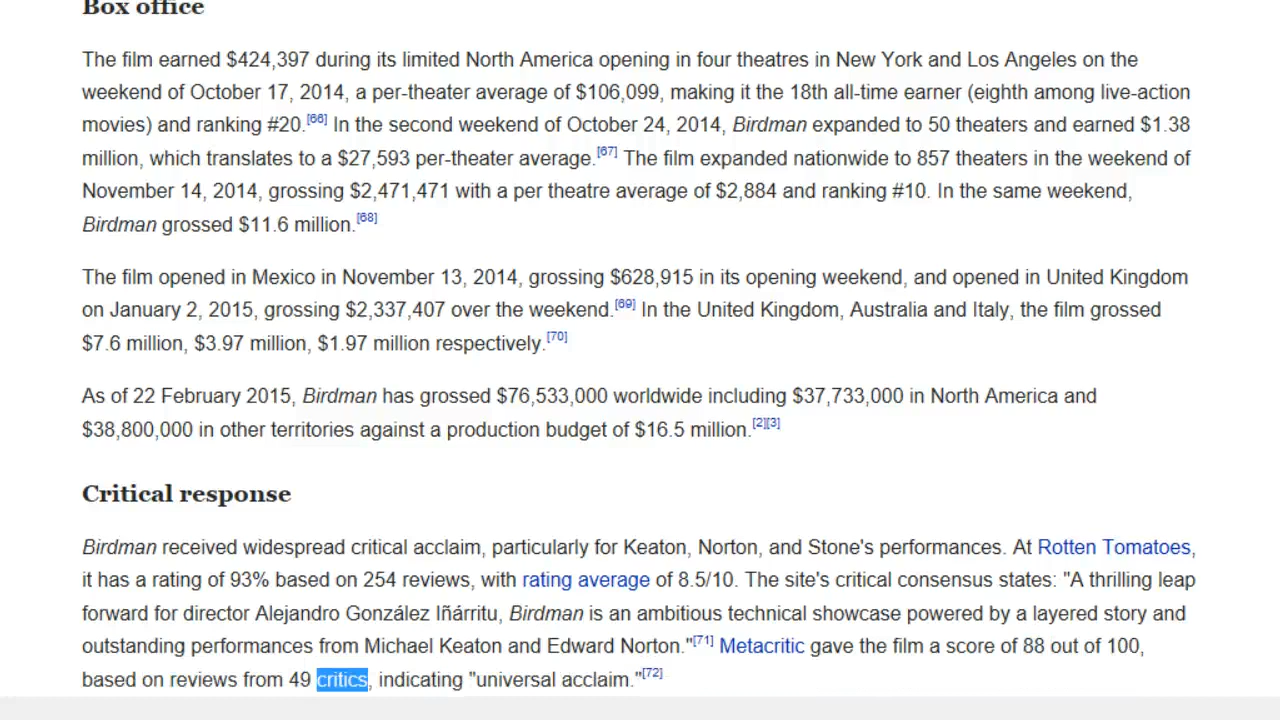 Box office
The film earned $424,397 during its limited North America opening in four theatres in New York and Los Angeles on the
weekend of October 17, 2014, a per-theater average of $106,099, making it the 18th all-time earner (eighth among live-action
movies) and ranking #20.[66] In the second weekend of October 24, 2014, Birdman expanded to 50 theaters and earned $1.38
million, which translates to a $27,593 per-theater average.[67] The film expanded nationwide to 857 theaters in the weekend of
November 14, 2014, grossing $2,471,471 with a per theatre average of $2,884 and ranking #10. In the same weekend,
Birdman grossed $11.6 million.[68]
The film opened in Mexico in November 13, 2014, grossing $628,915 in its opening weekend, and opened in United Kingdom
on January 2, 2015, grossing $2,337,407 over the weekend.[69] In the United Kingdom, Australia and Italy, the film grossed
$7.6 million, $3.97 million, $1.97 million respectively.[70]
As of 22 February 2015, Birdman has grossed $76,533,000 worldwide including $37,733,000 in North America and
$38,800,000 in other territories against a production budget of $16.5 million.[2][3]
Critical response
Birdman received widespread critical acclaim, particularly for Keaton, Norton, and Stone's performances. At Rotten Tomatoes,
it has a rating of 93% based on 254 reviews, with rating average of 8.5/10. The site's critical consensus states: "A thrilling leap
forward for director Alejandro González Iñárritu, Birdman is an ambitious technical showcase powered by a layered story and
outstanding performances from Michael Keaton and Edward Norton."[71] Metacritic gave the film a score of 88 out of 100,
based on reviews from 49 critics, indicating "universal acclaim."[72]